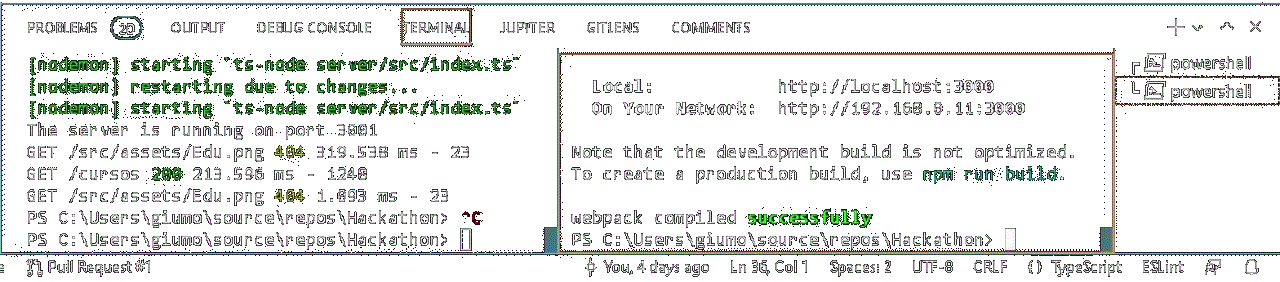 PROBLEMS 20 OUTPUT DEBUG CONSOLE TERMINAL JUPYTER GITLENS COMMENTS
[nodemon] starting `ts-node server/src/index.ts`
[nodemon] restarting due to changes...
[nodemon] starting `ts-node server/src/index.ts`
The server is running on port 3001
GET /src/assets/Edu.png 404 319.530 ms - 23
GET /cursos 200 213.596 ms - 1240
GET /src/assets/Edu.png 404 1.093 ms - 23
PS C:\Users\giumo\source\repos\Hackathon> ^C
PS C:\Users\giumo\source\repos\Hackathon>
Local: http://localhost:3000
On Your Network: http://192.168.0.11:3000
Note that the development build is not optimized.
To create a production build, use npm run build.
webpack compiled successfully
PS C:\Users\giumo\source\repos\Hackathon>
powershell
powershell
Pull Request #1 You, 4 days ago Ln 36, Col 1 Spaces: 2 UTF-8 CRLF () TypeScript ESLint